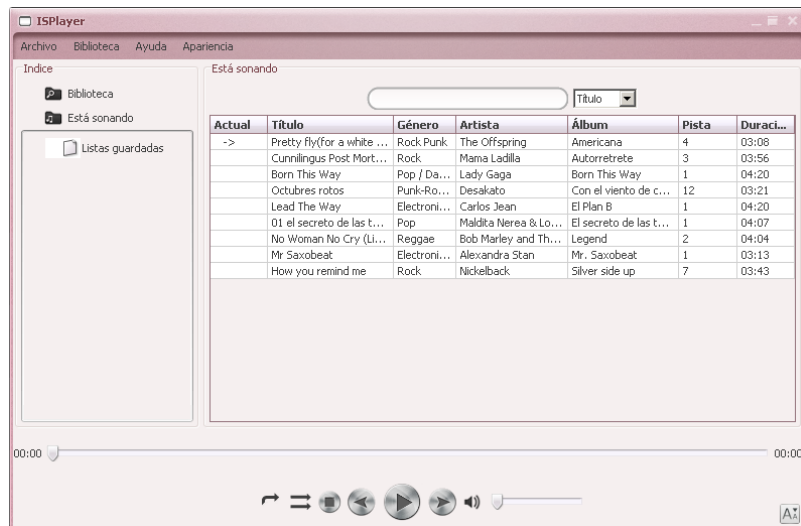 ISPlayer
Archivo Biblioteca Ayuda Apariencia
Indice
Biblioteca
Está sonando
Listas guardadas
Está sonando
Título
Actual Título Género Artista Álbum Pista Duraci...
-> Pretty fly(for a white ... Rock Punk The Offspring Americana 4 03:08
Cunnilingus Post Mort... Rock Mama Ladilla Autorretrete 3 03:56
Born This Way Pop / Da... Lady Gaga Born This Way 1 04:20
Octubres rotos Punk-Ro... Desakato Con el viento de c... 12 03:21
Lead The Way Electroni... Carlos Jean El Plan B 1 04:20
01 el secreto de las t... Pop Maldita Nerea & Lo... El secreto de las t... 1 04:07
No Woman No Cry (Li... Reggae Bob Marley and Th... Legend 2 04:04
Mr Saxobeat Electroni... Alexandra Stan Mr. Saxobeat 1 03:13
How you remind me Rock Nickelback Silver side up 7 03:43
00:00 00:00